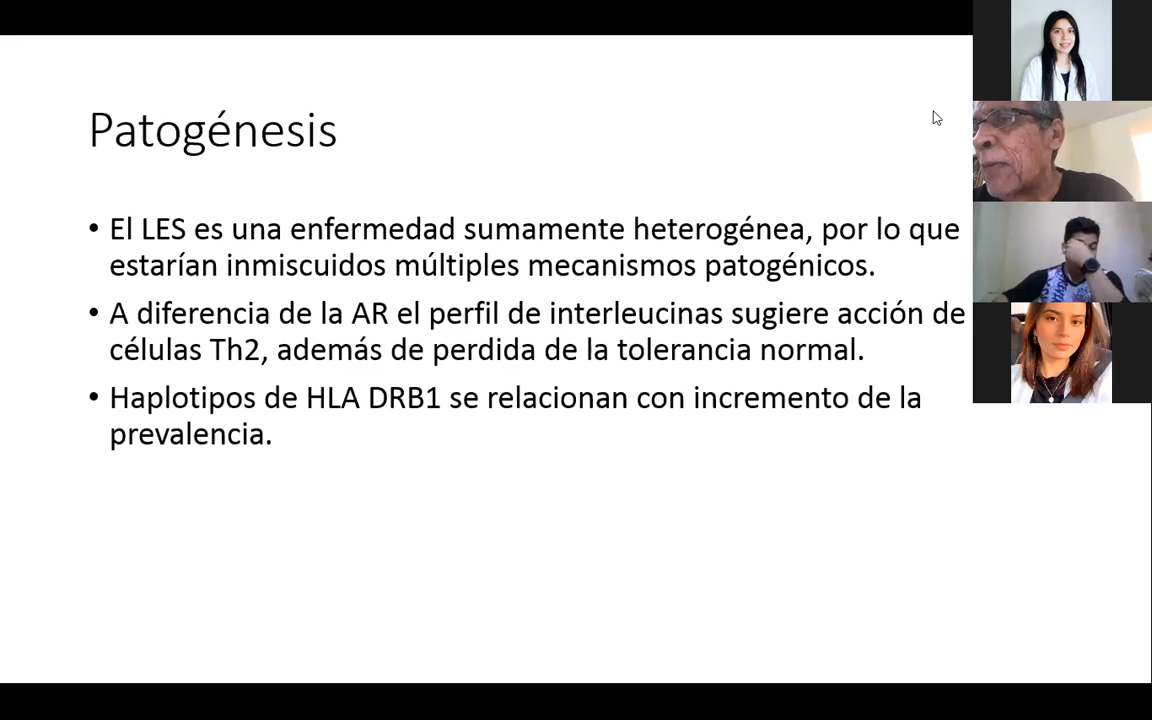 Patogénesis
• El LES es una enfermedad sumamente heterogénea, por lo que
estarían inmiscuidos múltiples mecanismos patogénicos.
• A diferencia de la AR el perfil de interleucinas sugiere acción de
células Th2, además de perdida de la tolerancia normal.
• Haplotipos de HLA DRB1 se relacionan con incremento de la
prevalencia.